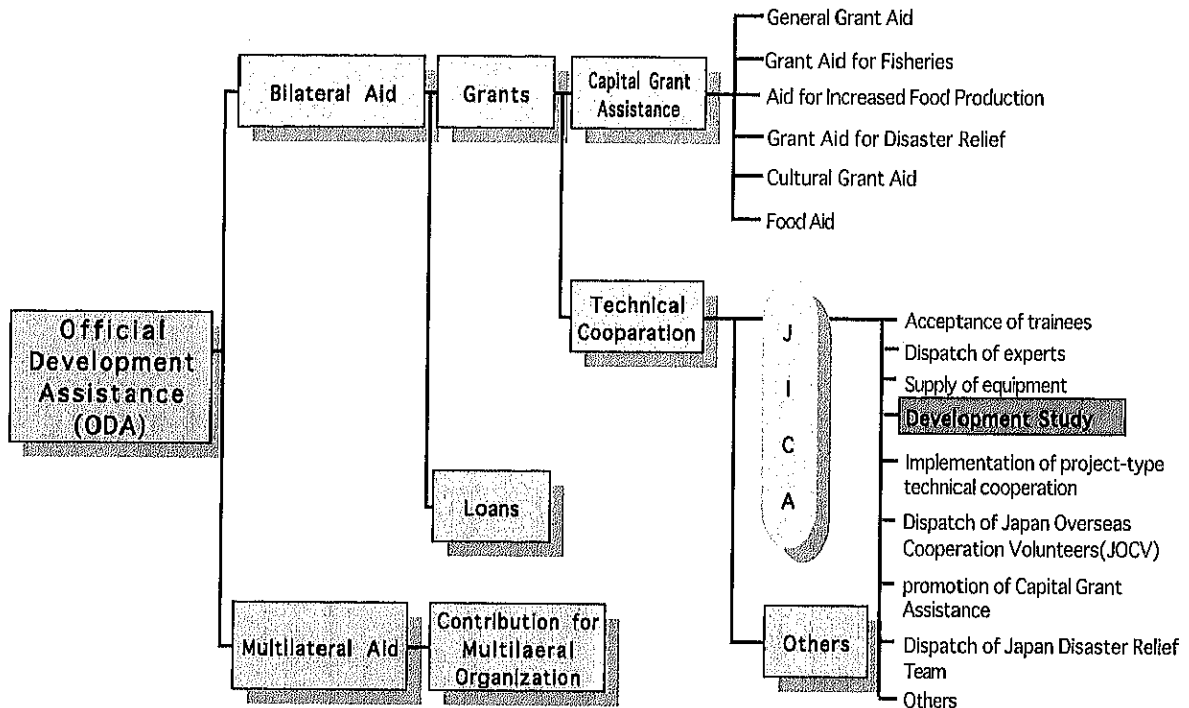 General Grant Aid
Grant Aid for Fisheries
Aid for Increased Food Production
Grant Aid for Disaster Relief
Cultural Grant Aid
Food Aid
Bilateral Aid
Grants
Capital Grant
Assistance
Technical
Cooparation
Official
Development
Assistance
(ODA)
J
I
C
A
Acceptance of trainees
Dispatch of experts
Supply of equipment
Development Study
Implementation of project-type
technical cooperation
Dispatch of Japan Overseas
Cooperation Volunteers(JOCV)
promotion of Capital Grant
Assistance
Dispatch of Japan Disaster Relief
Team
Others
Loans
Others
Multilateral Aid
Contribution for
Multilaeral
Organization